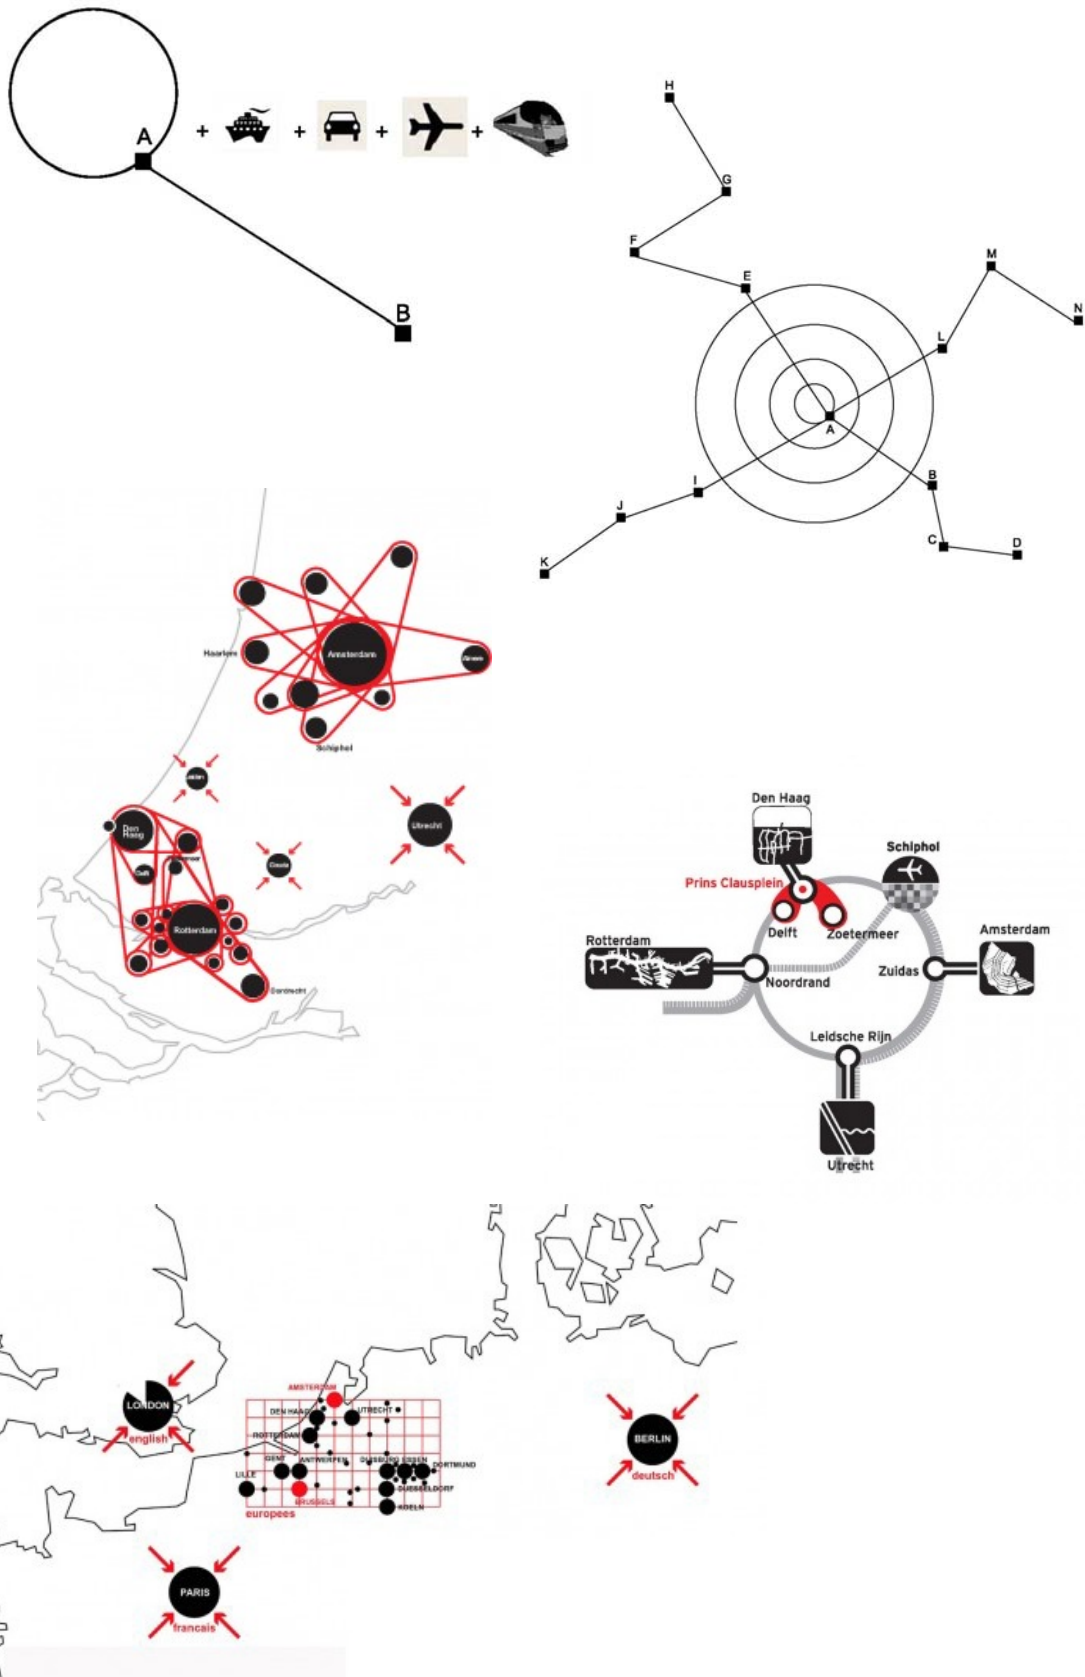 A
+ + + +
B
H
G
F
E
M
N
L
A
I
B
J
C
D
K
Haarlem
Amsterdam
Almere
Schiphol
Utrecht
Den
Haag
Delft
Gouda
Rotterdam
Dordrecht
Den Haag
Schiphol
Prins Clausplein
Delft
Zoetermeer
Rotterdam
Amsterdam
Zuidas
Noordrand
Leidsche Rijn
Utrecht
AMSTERDAM
LONDON
english
DEN HAAG
UTRECHT
ROTTERDAM
GENT
ANTWERPEN
DUISBURG
ESSEN
DORTMUND
LILLE
DUESSELDORF
BRUSSELS
KOELN
europees
BERLIN
deutsch
PARIS
francais